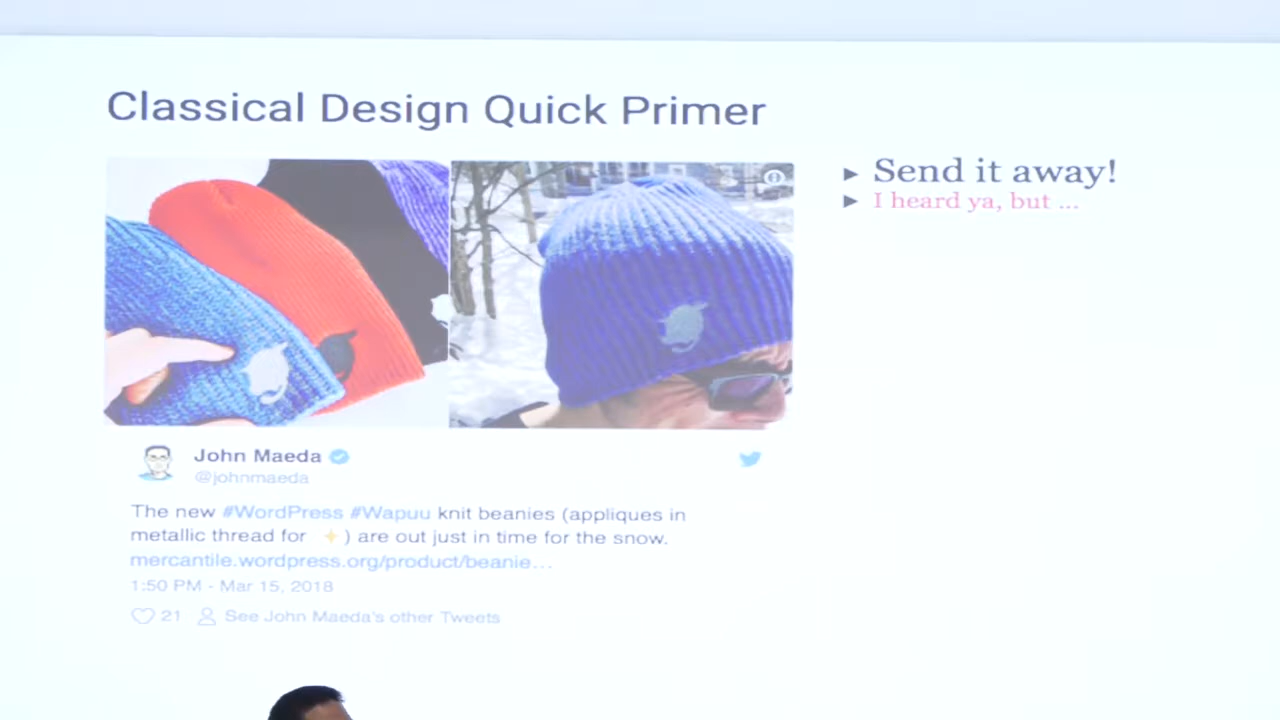 Classical Design Quick Primer
► Send it away!
► I heard ya, but ...
John Maeda
@johnmaeda
The new #WordPress #Wapuu knit beanies (appliques in
metallic thread for ✨) are out just in time for the snow.
mercantile.wordpress.org/product/beanie…
1:50 PM - Mar 15, 2018
21 See John Maeda's other Tweets